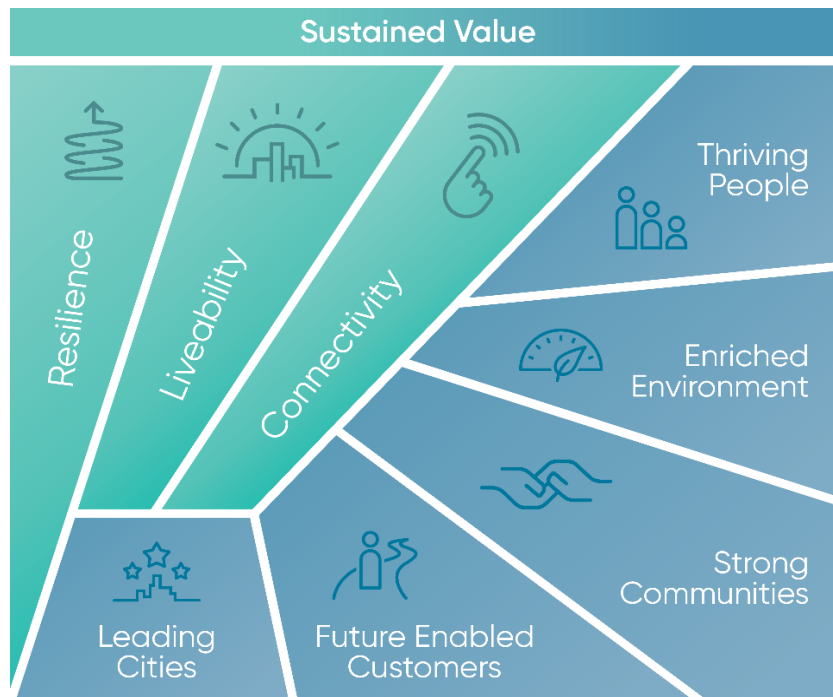 Sustained Value
Resilience
Liveability
Connectivity
Thriving
People
Enriched
Environment
Strong
Communities
Future Enabled
Customers
Leading
Cities